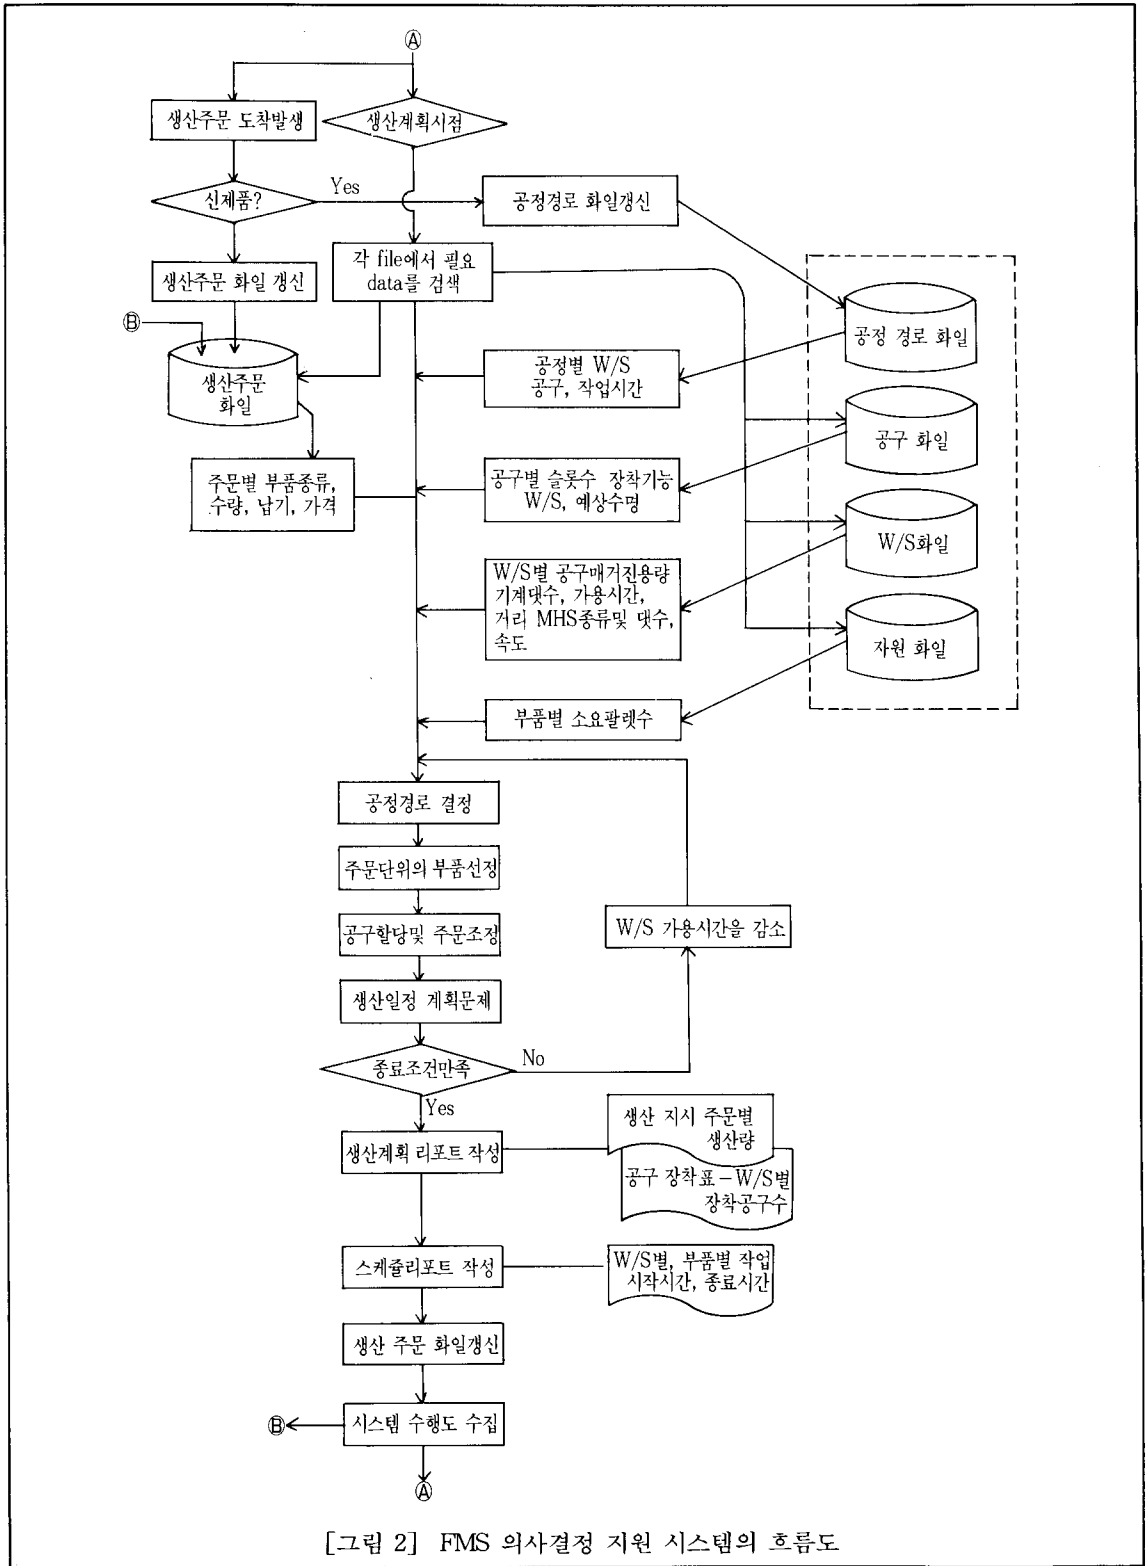 Ⓐ
생산주문 도착발생
생산계획시점
신제품?
Yes
공정경로 화일갱신
생산주문 화일 갱신
각 file에서 필요
data를 검색
Ⓑ
생산주문
화일
공정 경로 화일
공정별 W/S
공구, 작업시간
공구 화일
주문별 부품종류,
수량, 납기, 가격
공구별 슬롯수 장착기능
W/S, 예상수명
W/S화일
W/S별 공구매거진용량
기계댓수, 가용시간,
거리 MHS종류및 댓수,
속도
자원 화일
부품별 소요팔렛수
공정경로 결정
주문단위의 부품선정
공구할당및 주문조정
W/S 가용시간을 감소
생산일정 계획문제
종료조건만족
No
Yes
생산계획 리포트 작성
생산 지시 주문별
생산량
공구 장착표-W/S별
장착공구수
스케쥴리포트 작성
W/S별, 부품별 작업
시작시간, 종료시간
생산 주문 화일갱신
Ⓑ
시스템 수행도 수집
Ⓐ
[그림 2] FMS 의사결정 지원 시스템의 흐름도